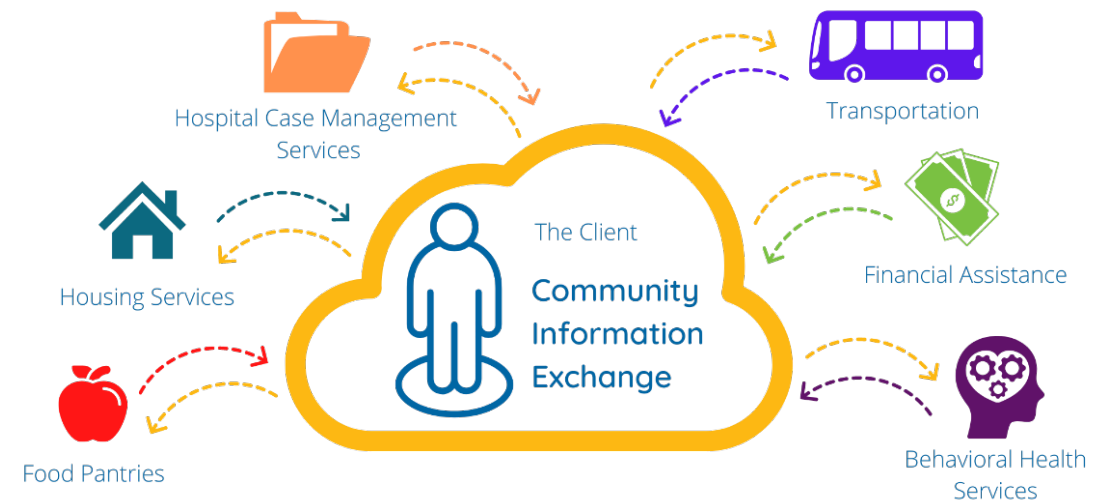 Hospital Case Management
Services
Transportation
The Client
Housing Services
Financial Assistance
Community
Information
Exchange
Food Pantries
Behavioral Health
Services